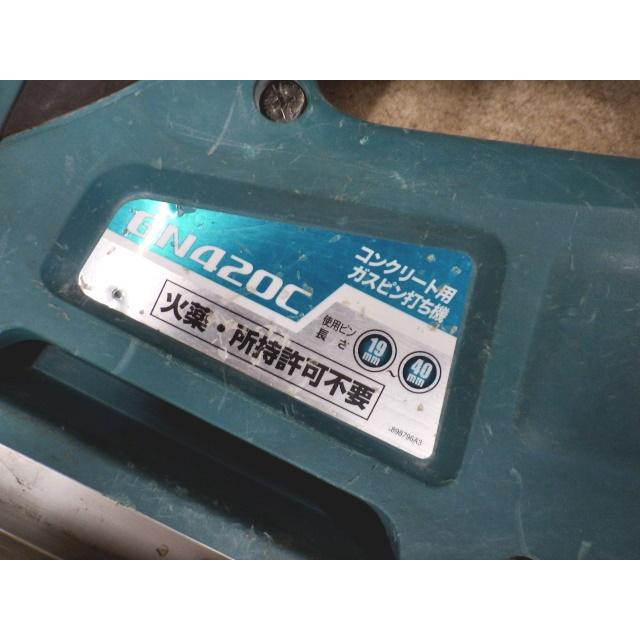 GN420C
コンクリート用
ガスピン打ち機
火薬・所持許可不要
使用ピン
長さ
19mm～40mm
898796A3